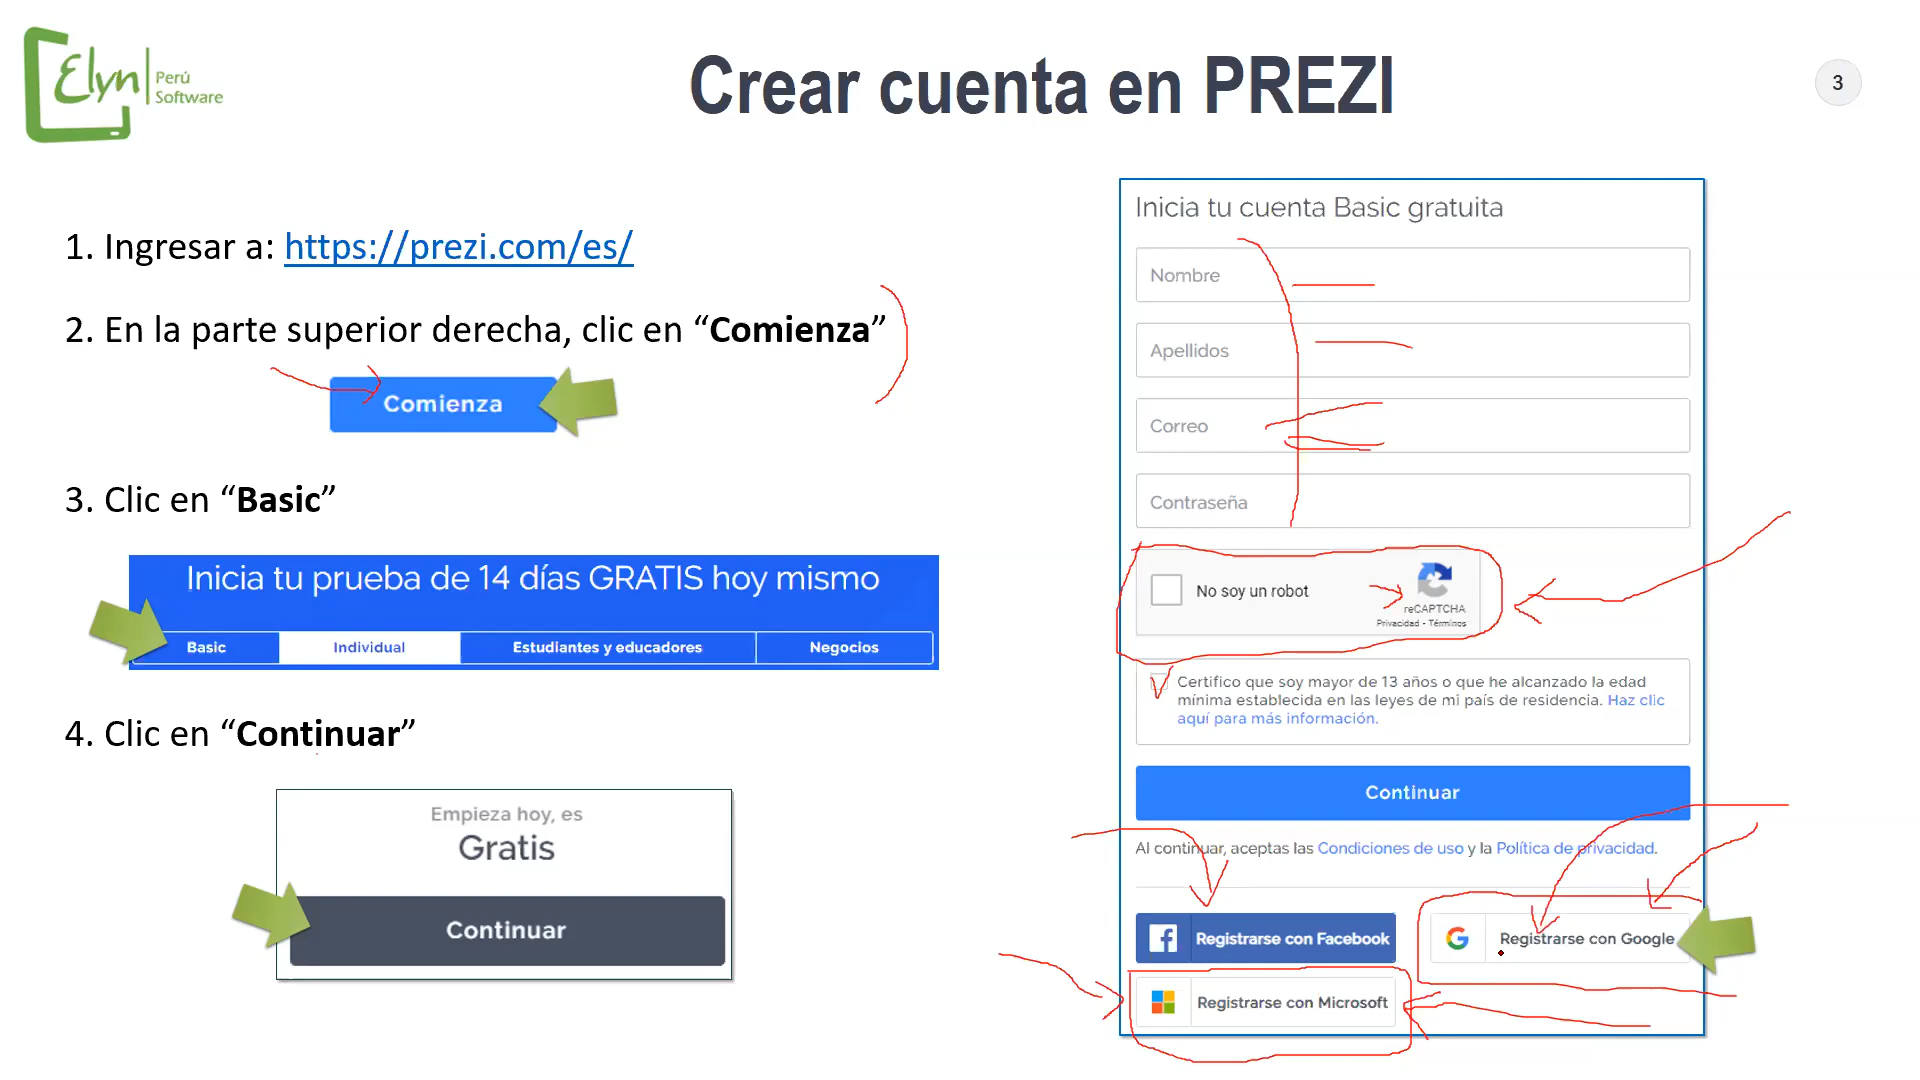 Elyn
Perú
Software
Crear cuenta en PREZI
3
1. Ingresar a: https://prezi.com/es/
2. En la parte superior derecha, clic en “Comienza”
Comienza
3. Clic en “Basic”
Inicia tu prueba de 14 días GRATIS hoy mismo
Basic
Individual
Estudiantes y educadores
Negocios
4. Clic en “Continuar”
Empieza hoy, es
Gratis
Continuar
Inicia tu cuenta Basic gratuita
Nombre
Apellidos
Correo
Contraseña
No soy un robot
reCAPTCHA
Privacidad - Términos
Certifico que soy mayor de 13 años o que he alcanzado la edad
mínima establecida en las leyes de mi país de residencia. Haz clic
aquí para más información.
Continuar
Al continuar, aceptas las Condiciones de uso y la Política de privacidad.
Registrarse con Facebook
Registrarse con Google
Registrarse con Microsoft